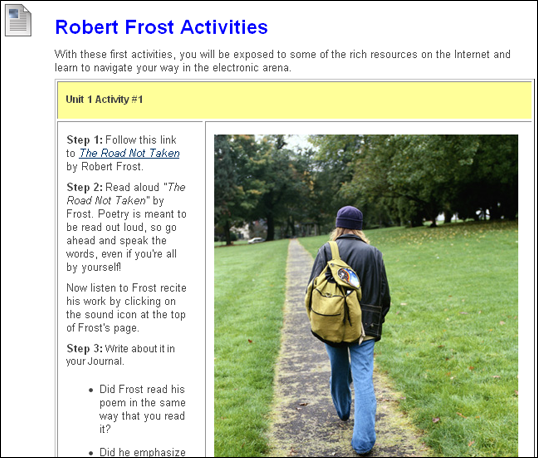 Robert Frost Activities
With these first activities, you will be exposed to some of the rich resources on the Internet and
learn to navigate your way in the electronic arena.
Unit 1 Activity #1
Step 1: Follow this link
to The Road Not Taken
by Robert Frost.
Step 2: Read aloud "The
Road Not Taken" by
Frost. Poetry is meant to
be read out loud, so go
ahead and speak the
words, even if you're all
by yourself!
Now listen to Frost recite
his work by clicking on
the sound icon at the top
of Frost's page.
Step 3: Write about it in
your Journal.
• Did Frost read his
poem in the same
way that you read
it?
• Did he emphasize